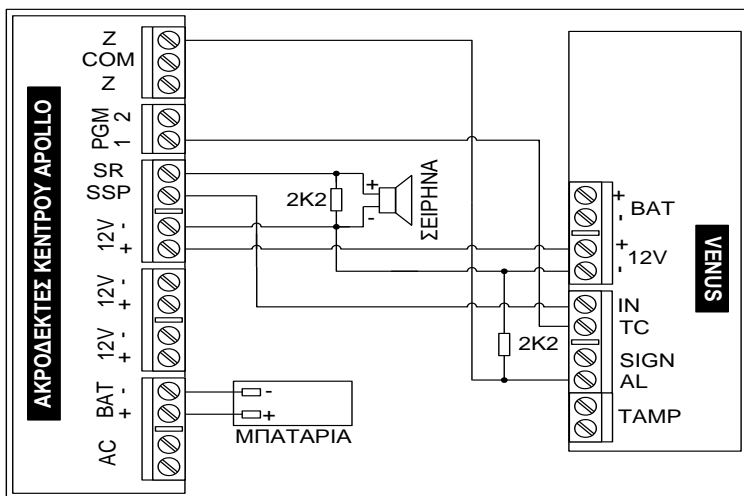 ΑΚΡΟΔΕΚΤΕΣ ΚΕΝΤΡΟΥ APOLLO
Z
COM
Z
PGM
2
1
SR
SSP
12V
-
+
12V
-
+
12V
-
+
BAT
-
+
AC
2K2
+
-
ΣΕΙΡΗΝΑ
-
+
ΜΠΑΤΑΡΙΑ
2K2
+
-
BAT
+
-
12V
IN
TC
SIGN
AL
TAMP
VENUS